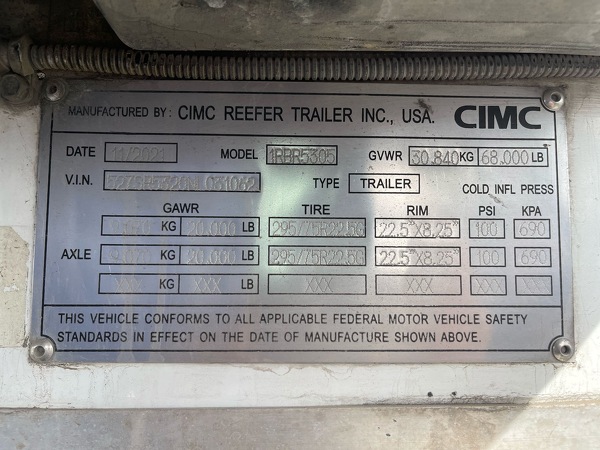 MANUFACTURED BY: CIMC REEFER TRAILER INC., USA. CIMC
DATE 11/2021 MODEL 1RBR5305 GVWR 30.840 KG 68.000 LB
V.I.N. TYPE TRAILER COLD INFL PRESS
GAWR TIRE RIM PSI KPA
KG 20.000 LB 295/75R22.5G 22.5"X8.25" 100 690
AXLE KG 20.000 LB 295/75R22.5G 22.5"X8.25" 100 690
XXX KG XXX LB XXX XXX XXX XXX
THIS VEHICLE CONFORMS TO ALL APPLICABLE FEDERAL MOTOR VEHICLE SAFETY
STANDARDS IN EFFECT ON THE DATE OF MANUFACTURE SHOWN ABOVE.